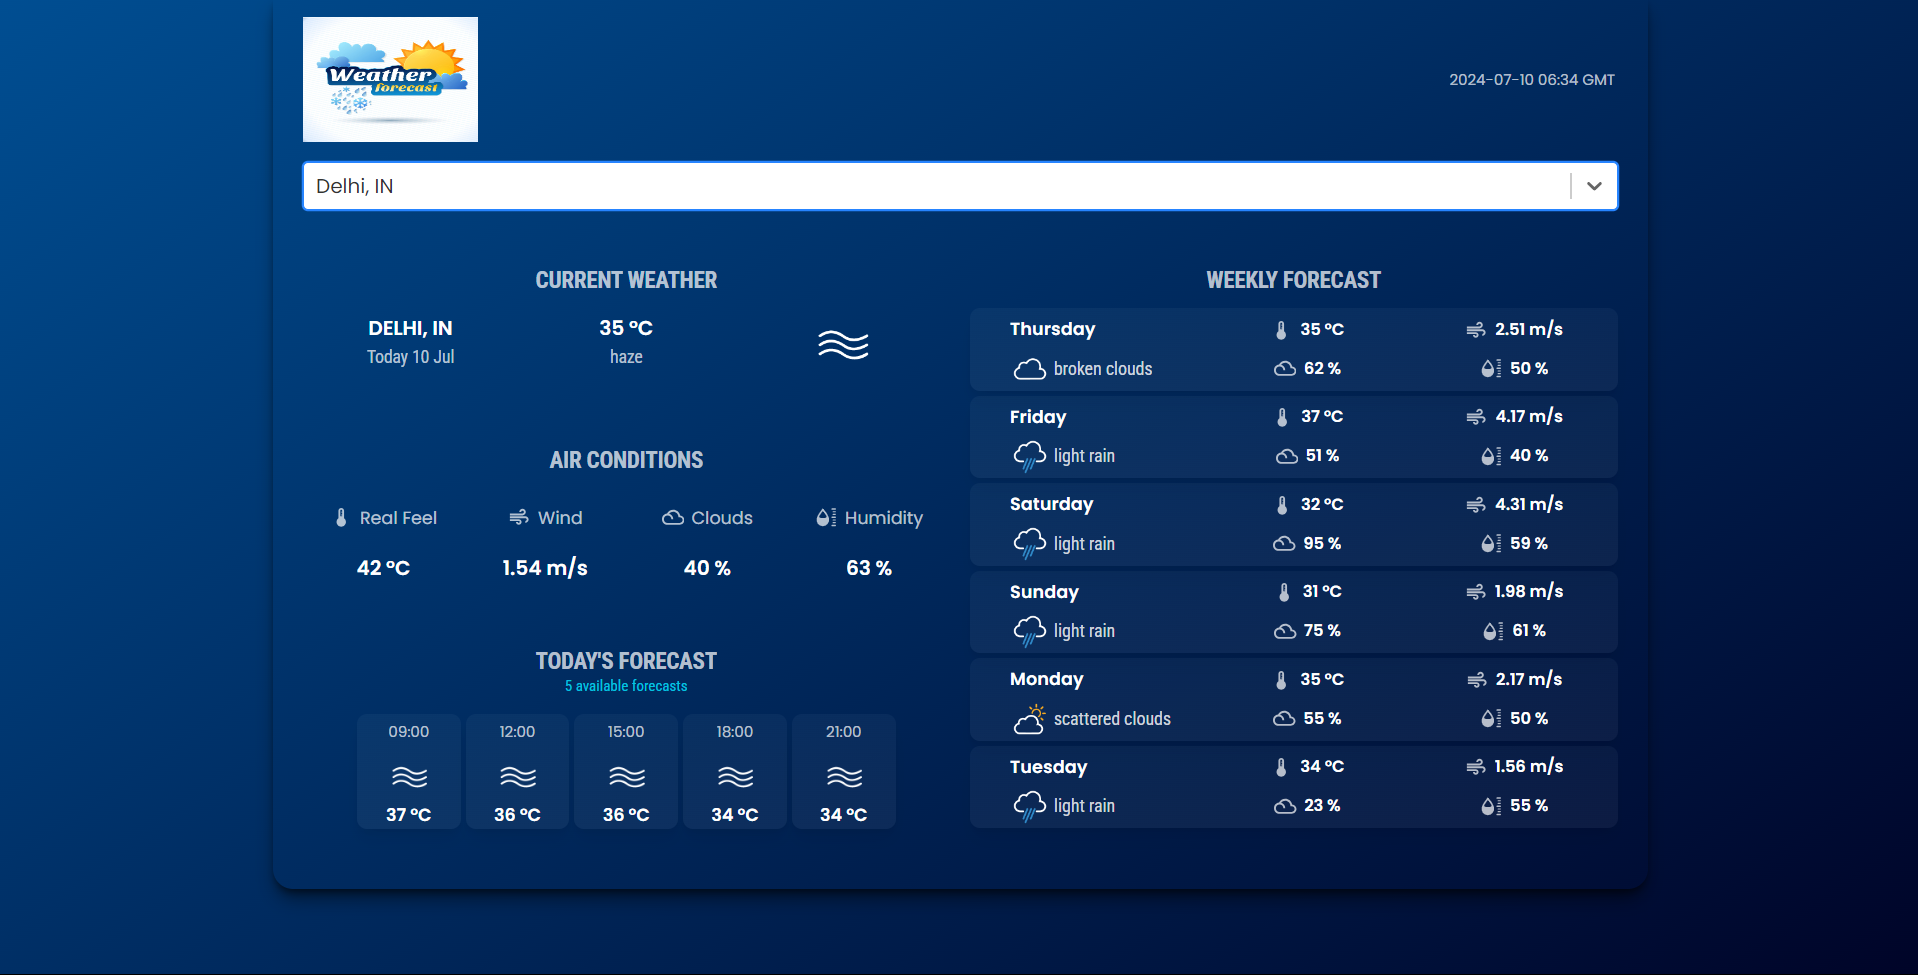 Weather
forecast
2024-07-10 06:34 GMT
Delhi, IN
CURRENT WEATHER
DELHI, IN
Today 10 Jul
35 °C
haze
AIR CONDITIONS
Real Feel Wind Clouds Humidity
42 °C 1.54 m/s 40 % 63 %
TODAY'S FORECAST
5 available forecasts
09:00 12:00 15:00 18:00 21:00
37 °C 36 °C 36 °C 34 °C 34 °C
WEEKLY FORECAST
Thursday 35 °C 2.51 m/s
broken clouds 62 % 50 %
Friday 37 °C 4.17 m/s
light rain 51 % 40 %
Saturday 32 °C 4.31 m/s
light rain 95 % 59 %
Sunday 31 °C 1.98 m/s
light rain 75 % 61 %
Monday 35 °C 2.17 m/s
scattered clouds 55 % 50 %
Tuesday 34 °C 1.56 m/s
light rain 23 % 55 %